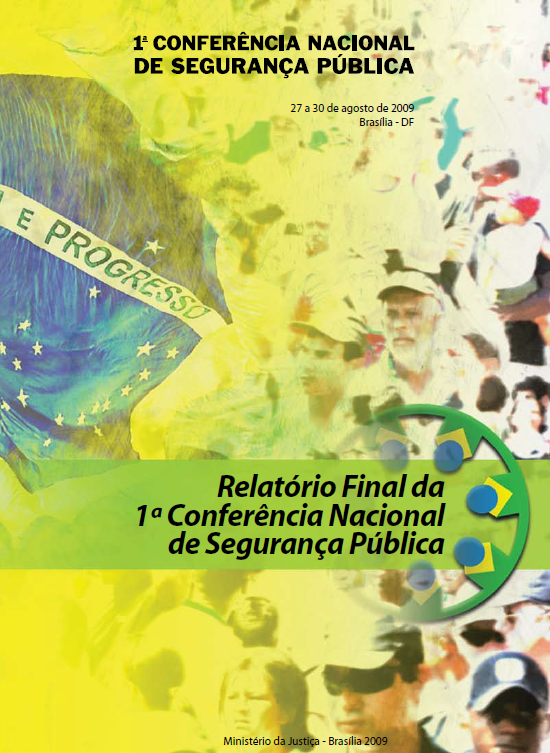 1ª CONFERÊNCIA NACIONAL
DE SEGURANÇA PÚBLICA
27 a 30 de agosto de 2009
Brasília - DF
E PROGRESSO
Relatório Final da
1ª Conferência Nacional
de Segurança Pública
Ministério da Justiça - Brasília 2009